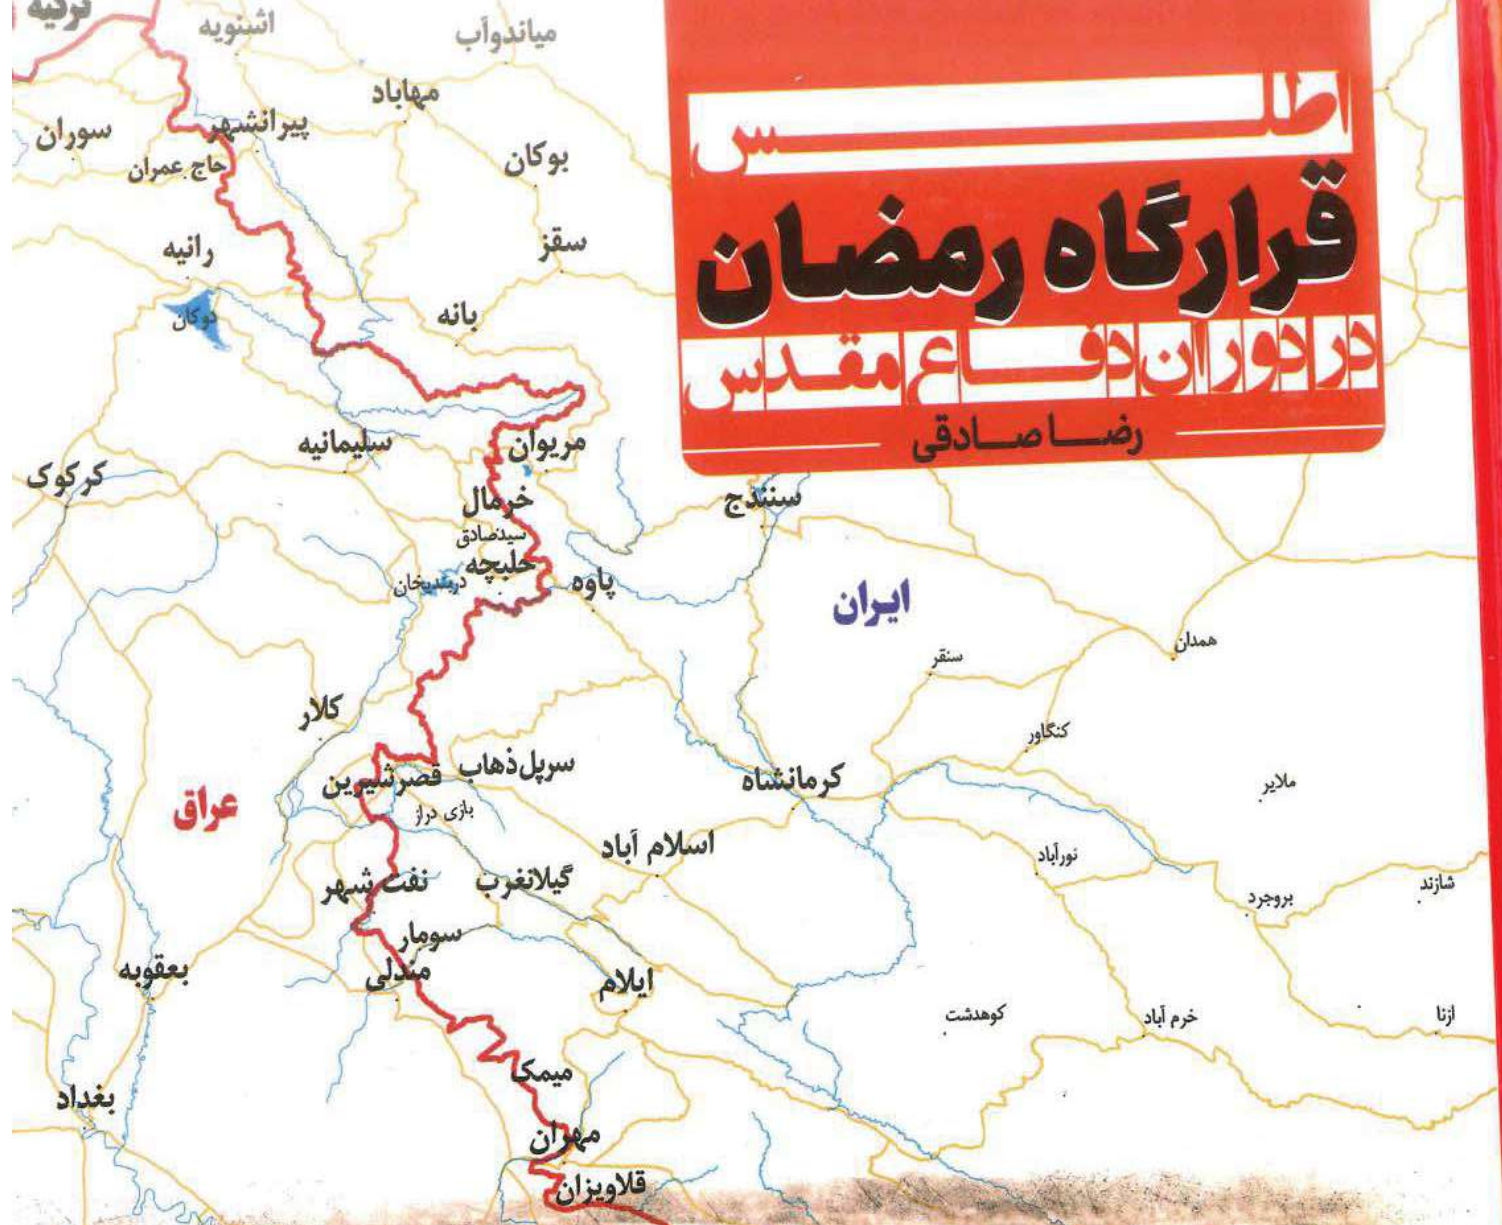 اطلس
قرارگاه رمضان
در دوران دفاع مقدس
رضا صادقی
ترکیه
اشنویه
میاندوآب
مهاباد
پیرانشهر
سوران
حاج عمران
بوکان
رانیه
سقز
دوکان
بانه
سلیمانیه
مریوان
کرکوک
خرمال
سنندج
سیدصادق
حلبچه
دربندیخان
پاوه
ایران
همدان
سنقر
کلار
کنگاور
سرپل‌ذهاب
قصرشیرین
کرمانشاه
ملایر
عراق
بازی دراز
اسلام آباد
نورآباد
گیلانغرب
نفت شهر
شازند
بروجرد
سومار
مندلی
بعقوبه
ایلام
کوهدشت
خرم آباد
ازنا
میمک
بغداد
مهران
قلاویزان